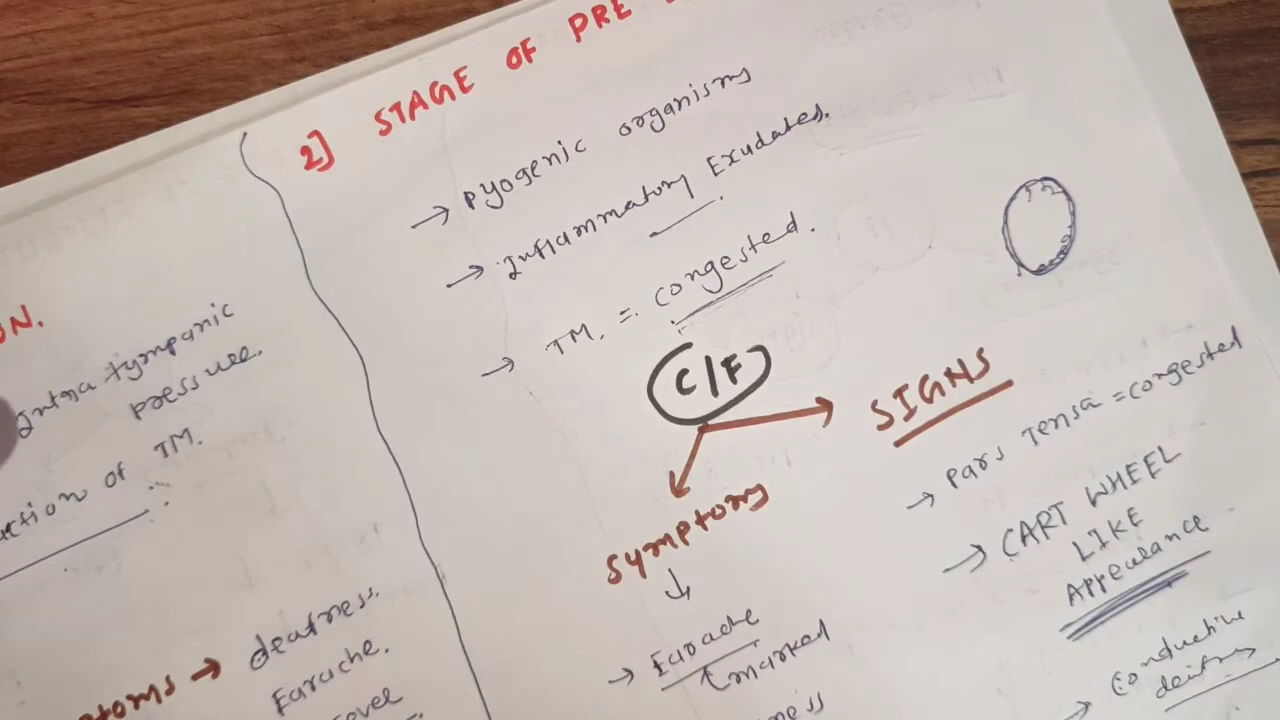 ON.
Intra tympanic
pressure.
of TM.
deafness.
Earache.
2] STAGE OF PRE
→ Pyogenic organisms
→ Inflammatory Exudates.
→ TM. = congested.
C/F
Symptoms
↓
→ Earache
marked
SIGNS
→ Pars Tensa = congested
→ CART WHEEL
LIKE
Appearance
→ Conductive